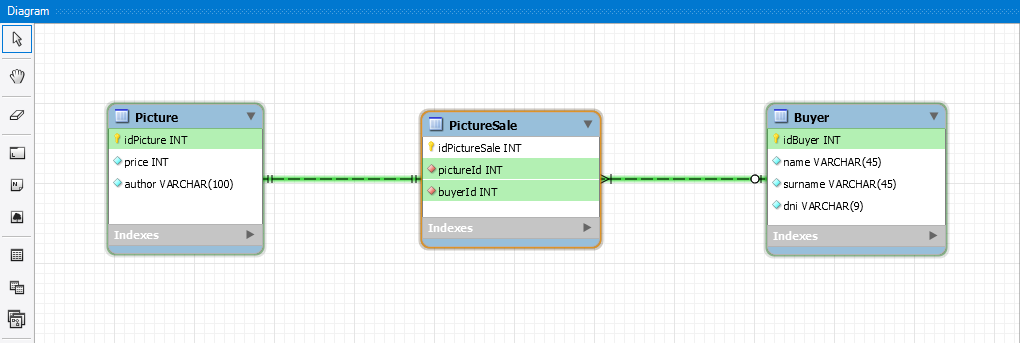 Diagram
Picture
idPicture INT
price INT
author VARCHAR(100)
Indexes
PictureSale
idPictureSale INT
pictureId INT
buyerId INT
Indexes
Buyer
idBuyer INT
name VARCHAR(45)
surname VARCHAR(45)
dni VARCHAR(9)
Indexes